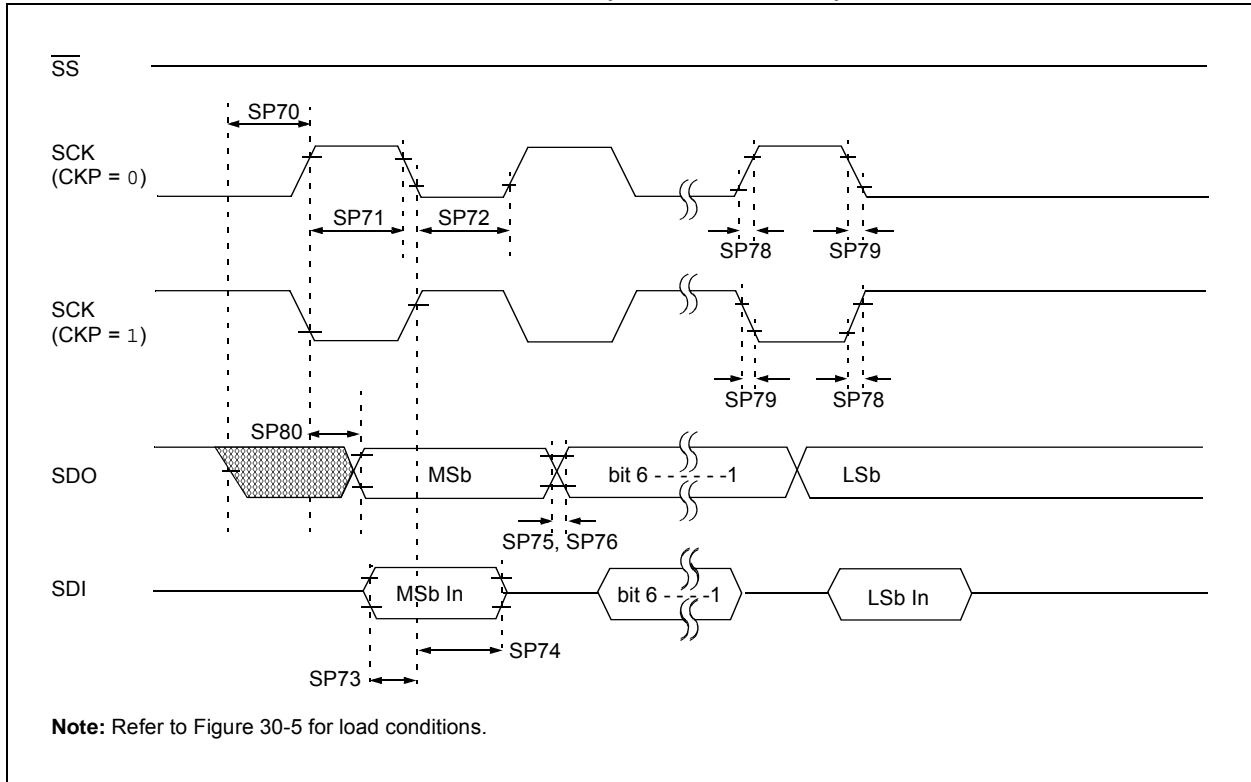 SS
SP70
SCK
(CKP = 0)
SP71
SP72
SP78
SP79
SCK
(CKP = 1)
SP79
SP78
SP80
SDO
MSb
bit 6 - - - - - -1
LSb
SP75, SP76
SDI
MSb In
bit 6 - - - - -1
LSb In
SP74
SP73
Note: Refer to Figure 30-5 for load conditions.